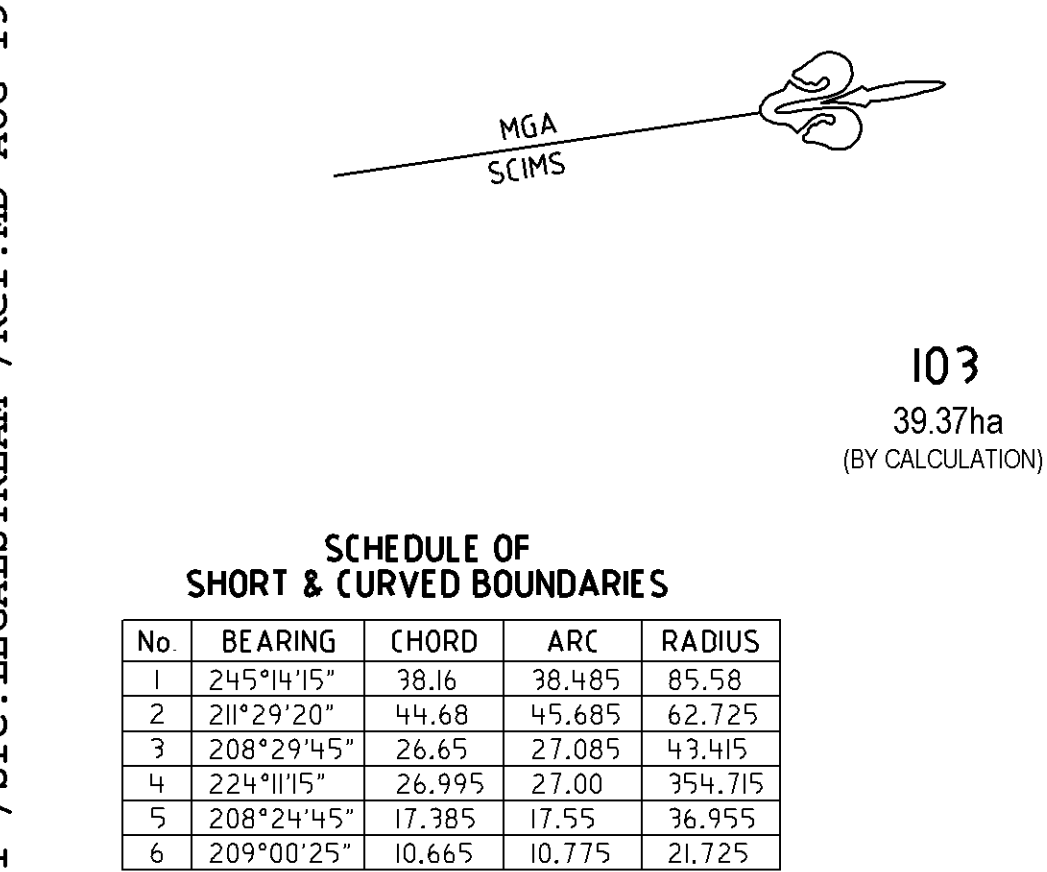 MGA
SCIMS
103
39.37ha
(BY CALCULATION)
SCHEDULE OF
SHORT & CURVED BOUNDARIES
No. BEARING CHORD ARC RADIUS
1 245°14'15" 38.16 38.485 85.58
2 211°29'20" 44.68 45.685 62.725
3 208°29'45" 26.65 27.085 43.415
4 224°11'15" 26.995 27.00 354.715
5 208°24'45" 17.385 17.55 36.955
6 209°00'25" 10.665 10.775 21.725